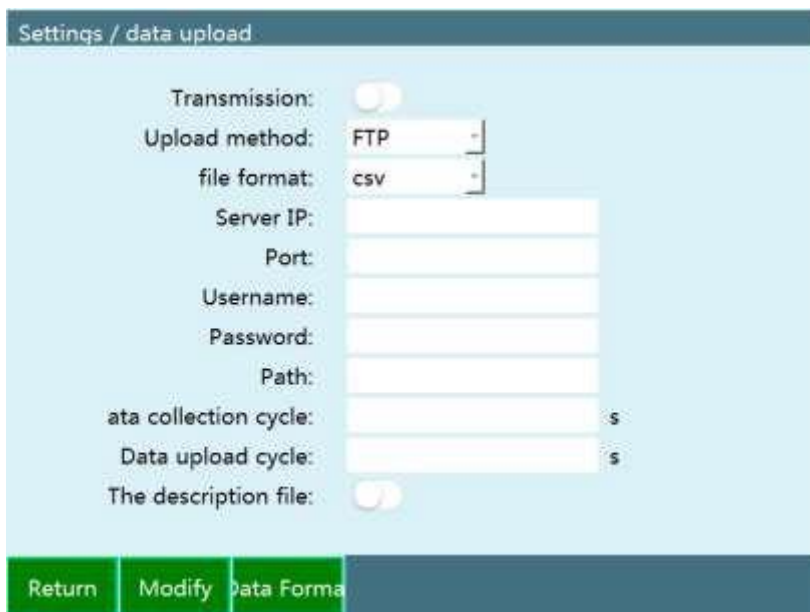 Settings / data upload
Transmission:
Upload method: FTP
file format: csv
Server IP:
Port:
Username:
Password:
Path:
ata collection cycle: s
Data upload cycle: s
The description file:
Return Modify Data Forma